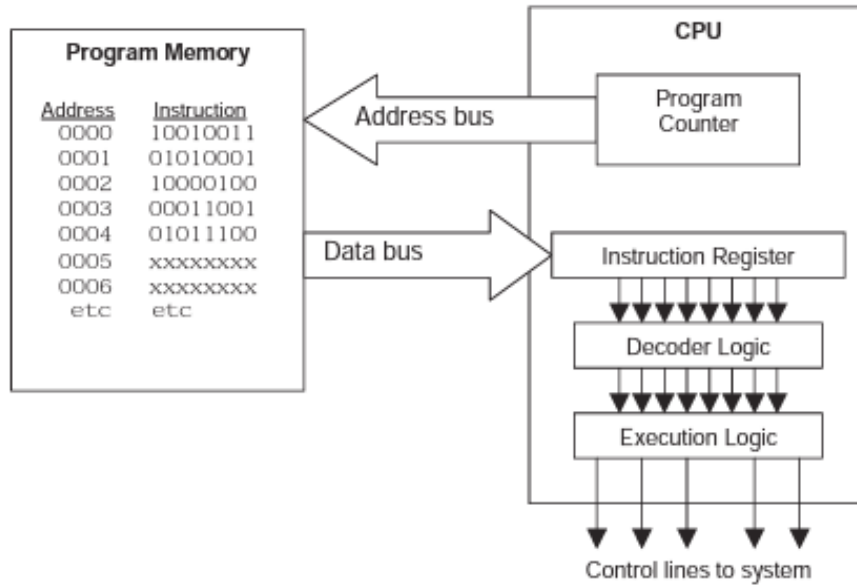 Program Memory
Address Instruction
0000 10010011
0001 01010001
0002 10000100
0003 00011001
0004 01011100
0005 xxxxxxxx
0006 xxxxxxxx
etc etc
Address bus
Data bus
CPU
Program
Counter
Instruction Register
Decoder Logic
Execution Logic
Control lines to system